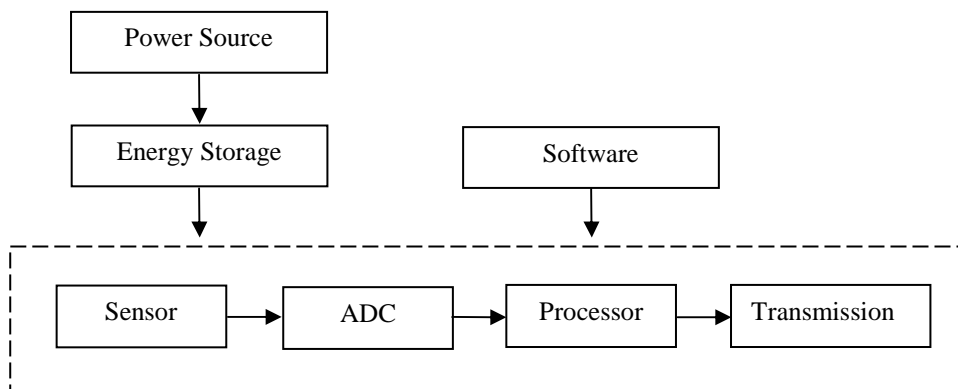 Power Source
Energy Storage
Software
Sensor
ADC
Processor
Transmission